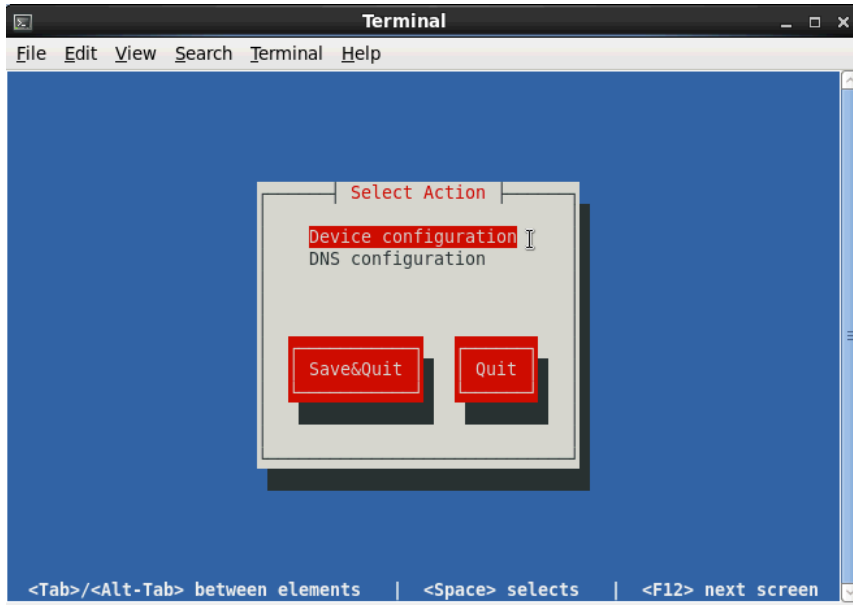 Terminal
File Edit View Search Terminal Help
Select Action
Device configuration
DNS configuration
Save&Quit Quit
<Tab>/<Alt-Tab> between elements | <Space> selects | <F12> next screen